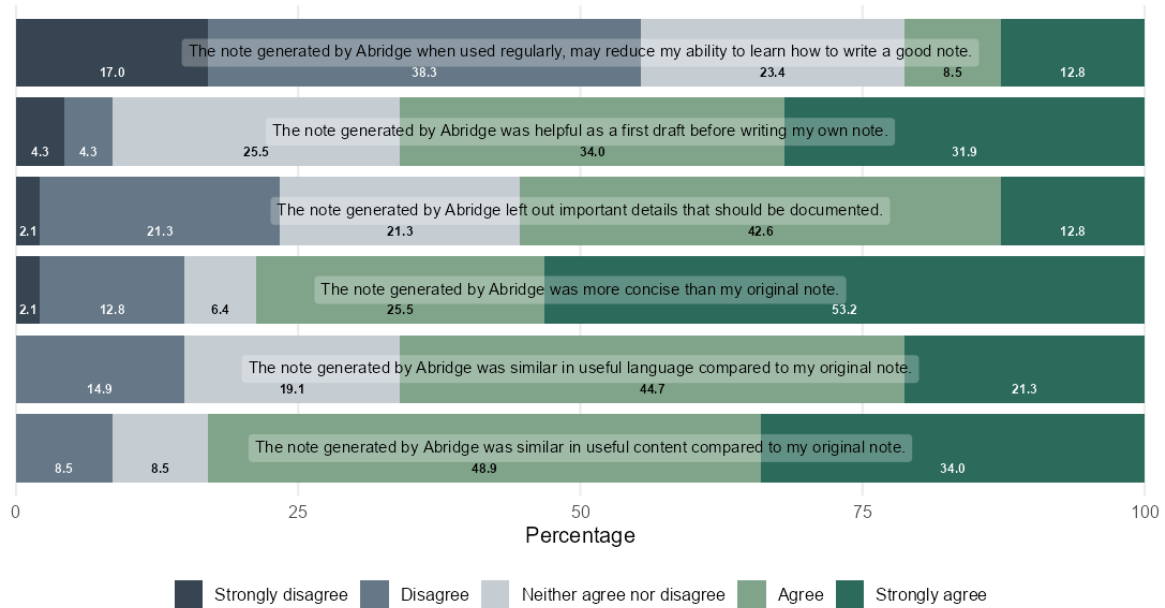 The note generated by Abridge when used regularly, may reduce my ability to learn how to write a good note.
17.0 38.3 23.4 8.5 12.8
The note generated by Abridge was helpful as a first draft before writing my own note.
4.3 4.3 25.5 34.0 31.9
The note generated by Abridge left out important details that should be documented.
2.1 21.3 21.3 42.6 12.8
The note generated by Abridge was more concise than my original note.
2.1 12.8 6.4 25.5 53.2
The note generated by Abridge was similar in useful language compared to my original note.
14.9 19.1 44.7 21.3
The note generated by Abridge was similar in useful content compared to my original note.
8.5 8.5 48.9 34.0
0 25 50 75 100
Percentage
Strongly disagree Disagree Neither agree nor disagree Agree Strongly agree